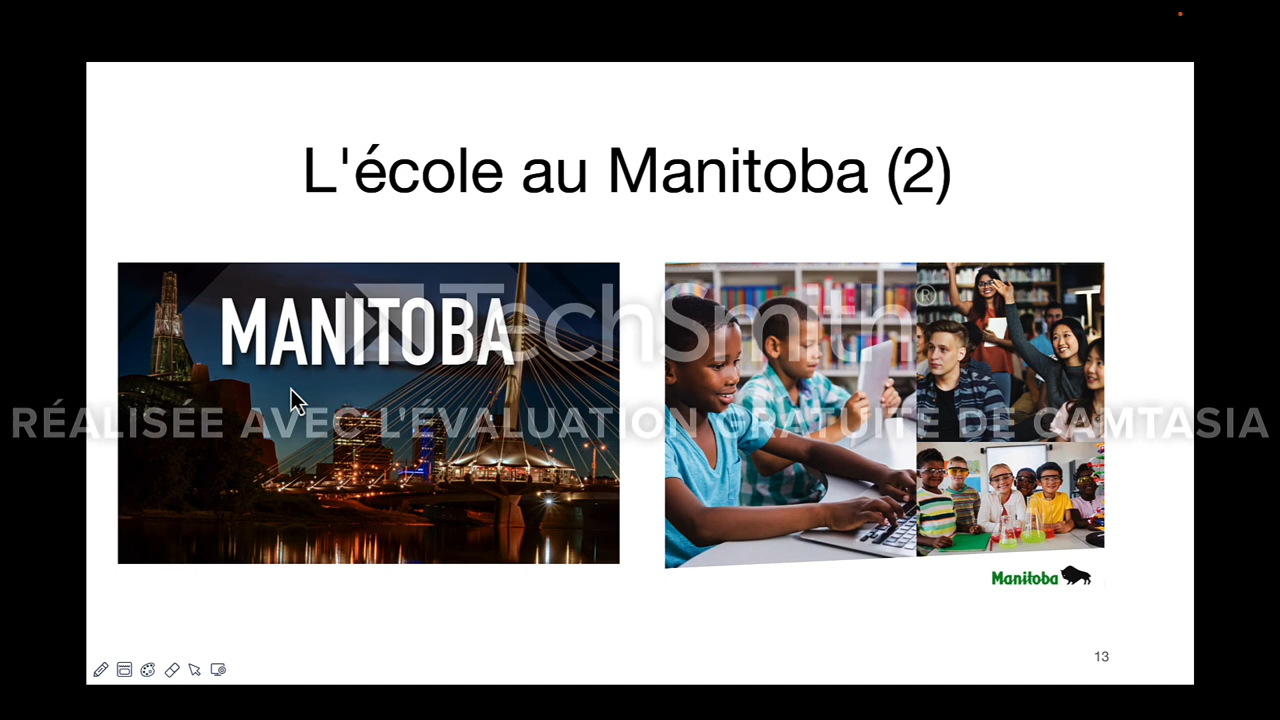 L'école au Manitoba (2)
MANITOBA
TechSmith®
RÉALISÉE AVEC L'ÉVALUATION GRATUITE DE CAMTASIA
Manitoba
13